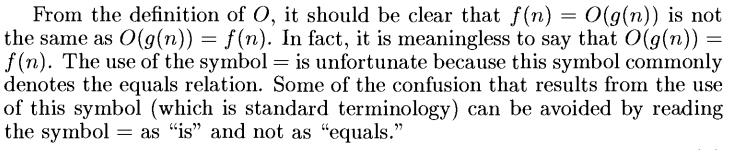 From the definition of O, it should be clear that f(n) = O(g(n)) is not
the same as O(g(n)) = f(n). In fact, it is meaningless to say that O(g(n)) =
f(n). The use of the symbol = is unfortunate because this symbol commonly
denotes the equals relation. Some of the confusion that results from the use
of this symbol (which is standard terminology) can be avoided by reading
the symbol = as “is” and not as “equals.”